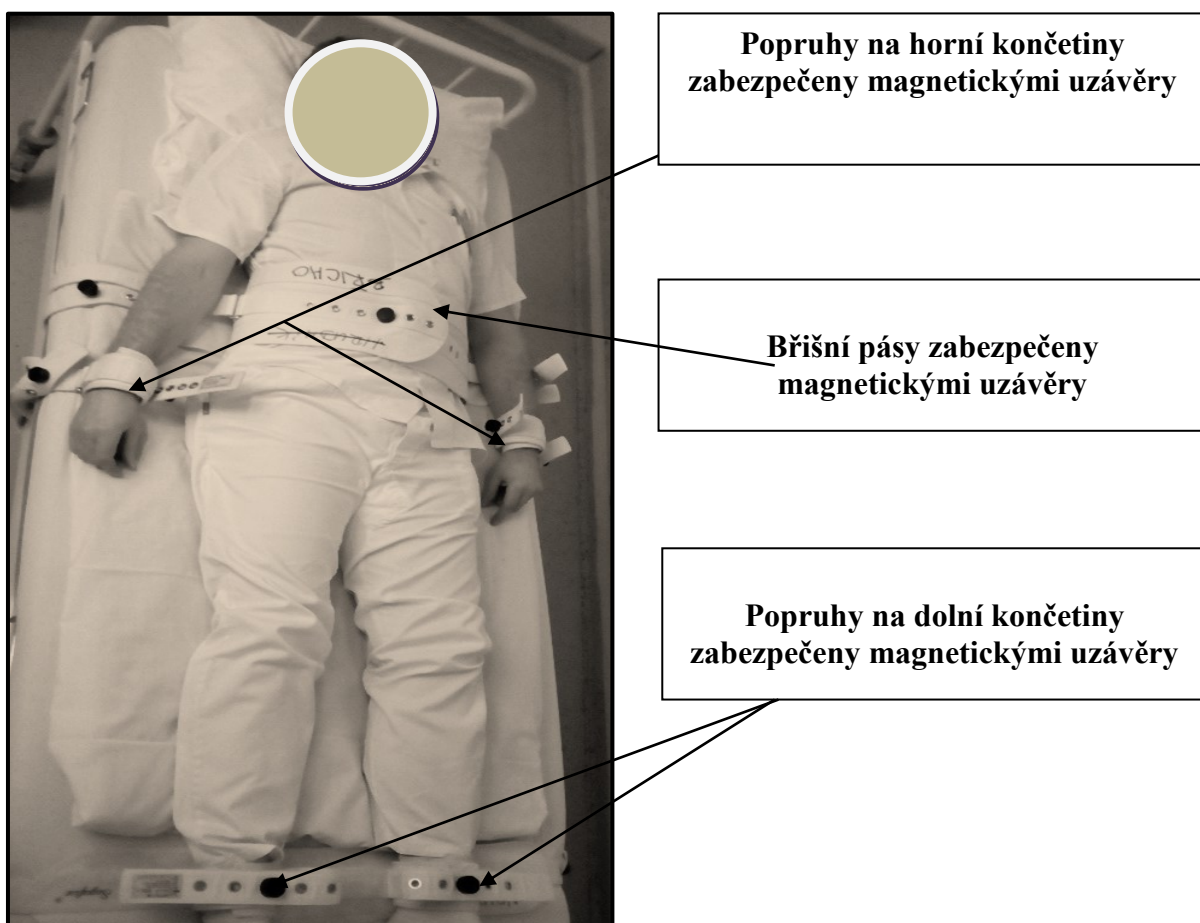 Popruhy na horní končetiny
zabezpečeny magnetickými uzávěry
BŘICHO
Břišní pásy zabezpečeny
magnetickými uzávěry
Popruhy na dolní končetiny
zabezpečeny magnetickými uzávěry